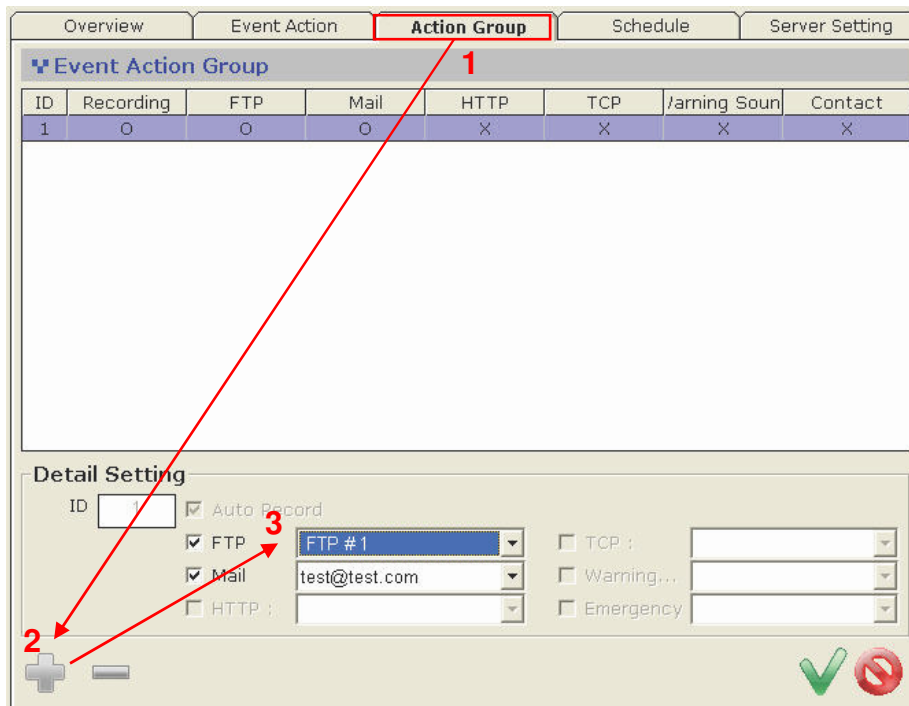 Overview Event Action Action Group Schedule Server Setting
Event Action Group 1
ID Recording FTP Mail HTTP TCP /arning Soun Contact
1 O O O X X X X
Detail Setting
ID 1 Auto Record
3
FTP FTP # 1 TCP :
Mail test@test.com Warning...
HTTP : Emergency
2